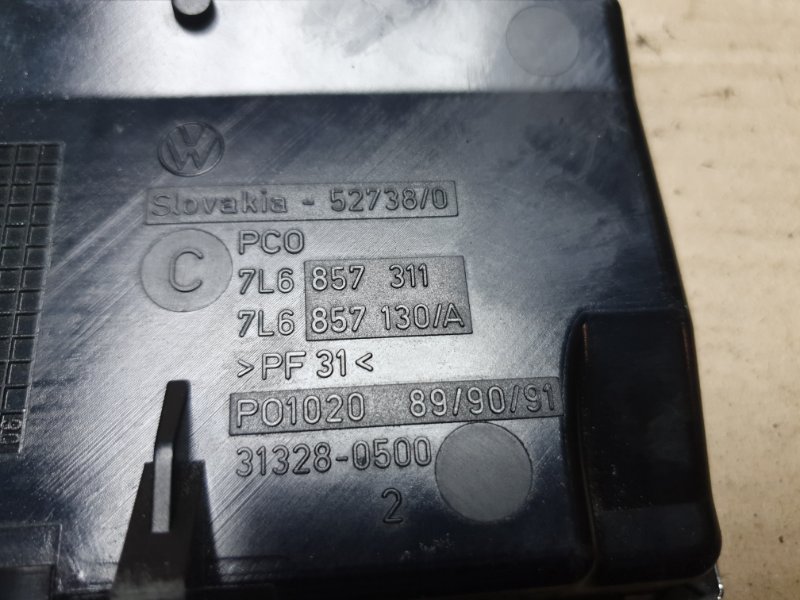 Slovakia - 52738/0
C
PCO
7L6 857 311
7L6 857 130/A
>PF 31<
PO1020 89/90/91
31328-0500
2